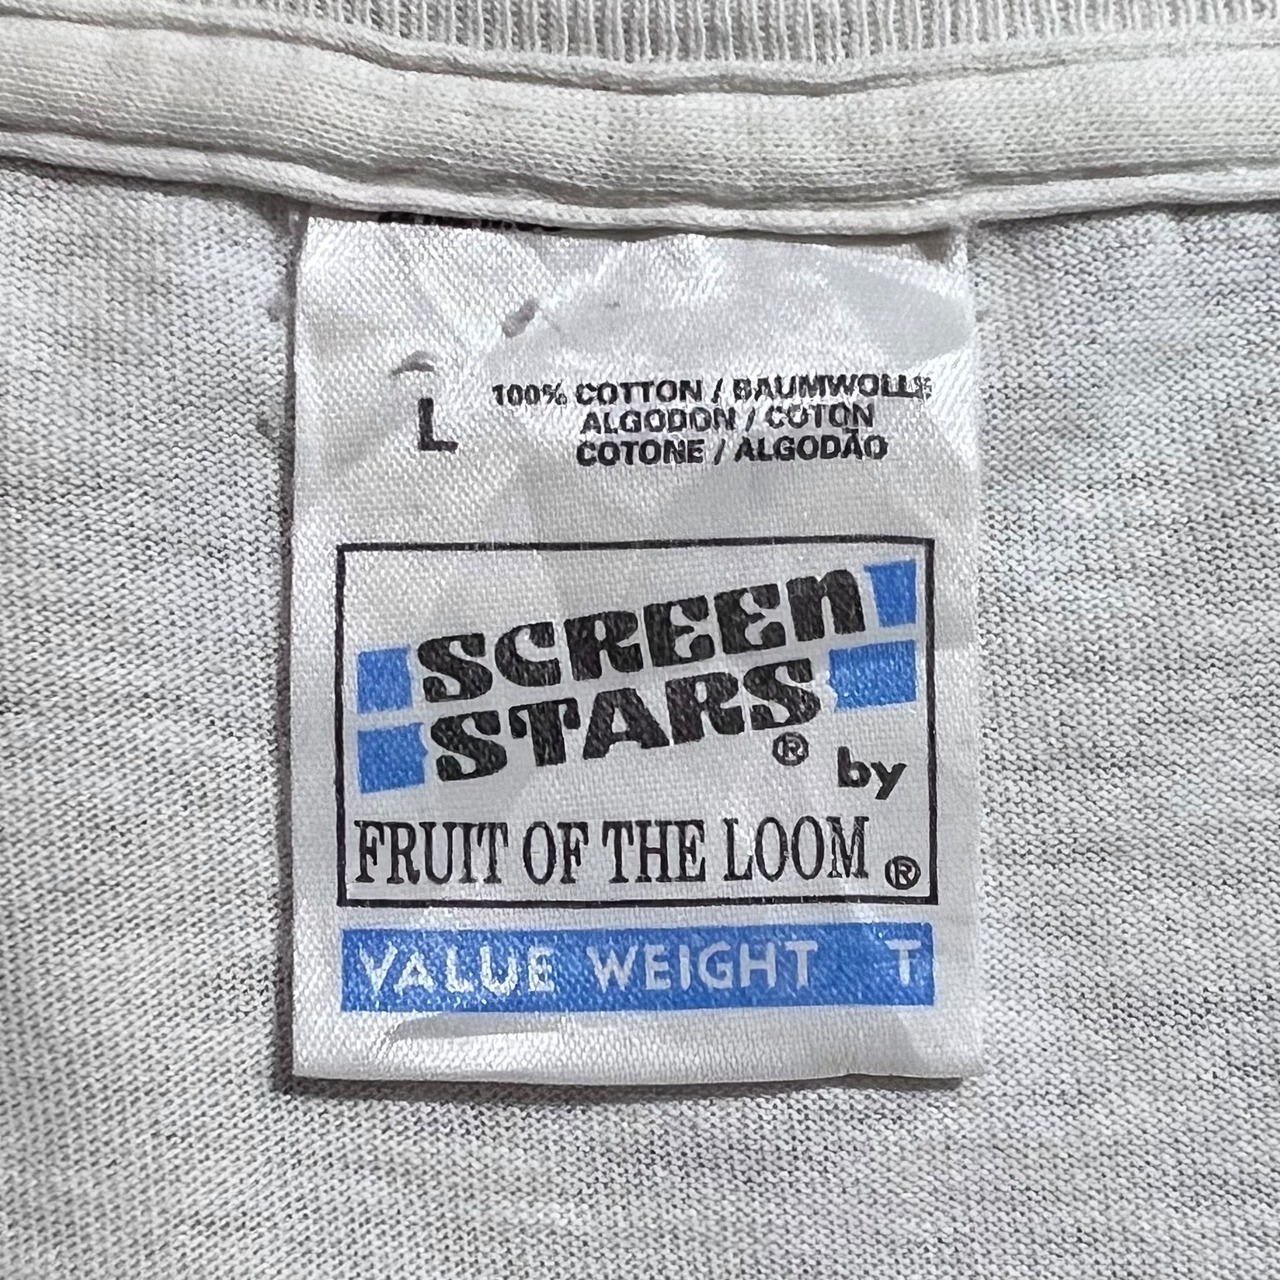 L
100% COTTON / BAUMWOLLE
ALGODON / COTON
COTONE / ALGODÃO
SCREEN
STARS® by
FRUIT OF THE LOOM®
VALUE WEIGHT T